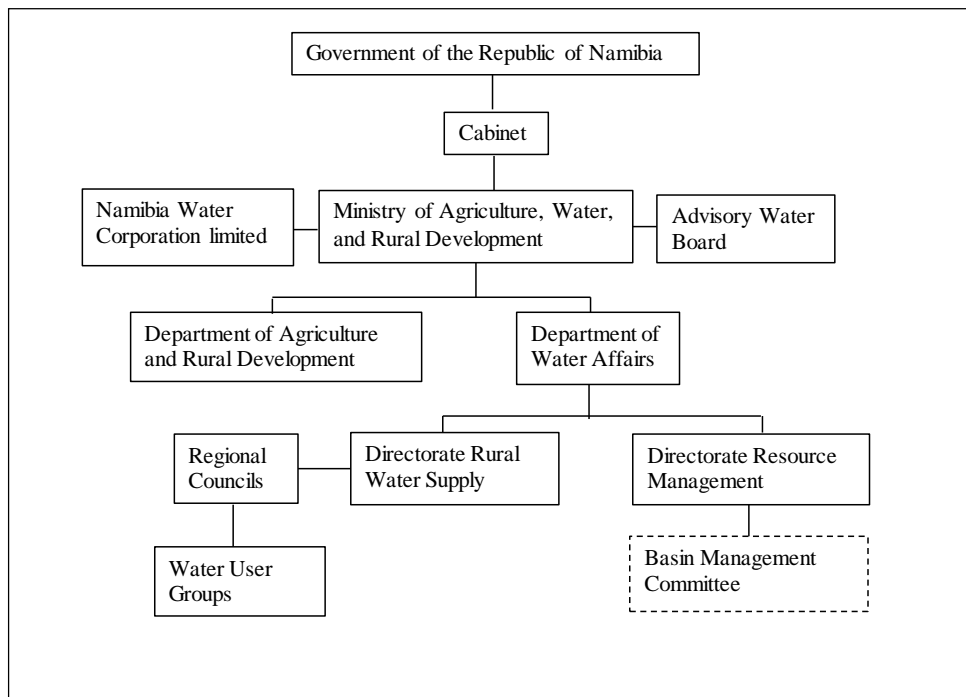 Government of the Republic of Namibia
Cabinet
Namibia Water
Corporation limited
Ministry of Agriculture, Water,
and Rural Development
Advisory Water
Board
Department of Agriculture
and Rural Development
Department of
Water Affairs
Regional
Councils
Directorate Rural
Water Supply
Directorate Resource
Management
Water User
Groups
Basin Management
Committee